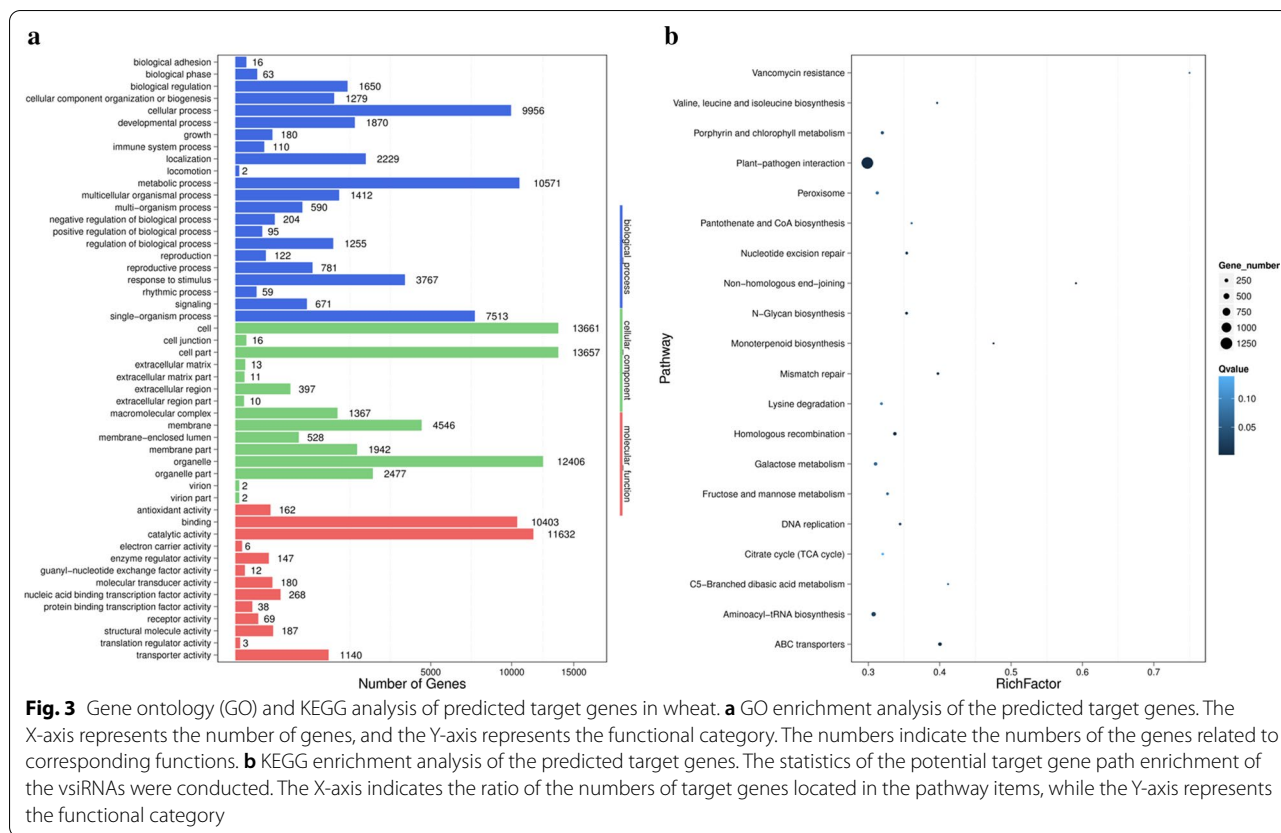 a
biological adhesion 16
biological phase 63
biological regulation 1650
cellular component organization or biogenesis 1279
cellular process 9956
developmental process 1870
growth 180
immune system process 110
localization 2229
locomotion 2
metabolic process 10571
multicellular organismal process 1412
multi-organism process 590
negative regulation of biological process 204
positive regulation of biological process 95
regulation of biological process 1255
reproduction 122
reproductive process 781
response to stimulus 3767
rhythmic process 59
signaling 671
single-organism process 7513
cell 13661
cell junction 16
cell part 13657
extracellular matrix 13
extracellular matrix part 11
extracellular region 397
extracellular region part 10
macromolecular complex 1367
membrane 4546
membrane-enclosed lumen 528
membrane part 1942
organelle 12406
organelle part 2477
virion 2
virion part 2
antioxidant activity 162
binding 10403
catalytic activity 11632
electron carrier activity 6
enzyme regulator activity 147
guanyl-nucleotide exchange factor activity 12
molecular transducer activity 180
nucleic acid binding transcription factor activity 268
protein binding transcription factor activity 38
receptor activity 69
structural molecule activity 187
translation regulator activity 3
transporter activity 1140
5000 10000 15000
Number of Genes
biological_process
cellular_component
molecular_function
b
Pathway
Vancomycin resistance
Valine, leucine and isoleucine biosynthesis
Porphyrin and chlorophyll metabolism
Plant-pathogen interaction
Peroxisome
Pantothenate and CoA biosynthesis
Nucleotide excision repair
Non-homologous end-joining
N-Glycan biosynthesis
Monoterpenoid biosynthesis
Mismatch repair
Lysine degradation
Homologous recombination
Galactose metabolism
Fructose and mannose metabolism
DNA replication
Citrate cycle (TCA cycle)
C5-Branched dibasic acid metabolism
Aminoacyl-tRNA biosynthesis
ABC transporters
0.3 0.4 0.5 0.6 0.7
RichFactor
Gene_number
250
500
750
1000
1250
Qvalue
0.10
0.05
Fig. 3 Gene ontology (GO) and KEGG analysis of predicted target genes in wheat. a GO enrichment analysis of the predicted target genes. The
X-axis represents the number of genes, and the Y-axis represents the functional category. The numbers indicate the numbers of the genes related to
corresponding functions. b KEGG enrichment analysis of the predicted target genes. The statistics of the potential target gene path enrichment of
the vsiRNAs were conducted. The X-axis indicates the ratio of the numbers of target genes located in the pathway items, while the Y-axis represents
the functional category